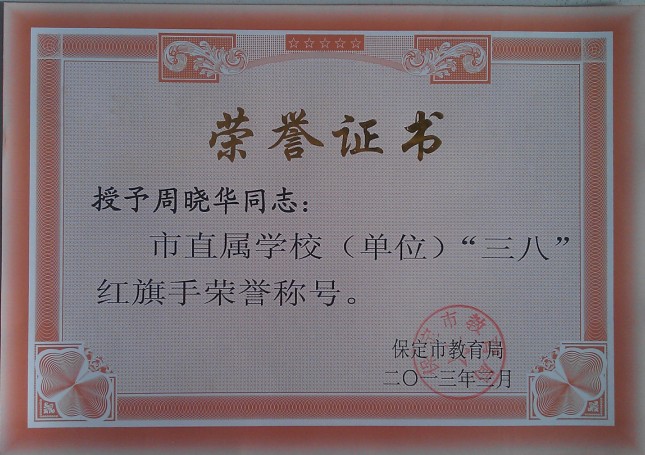 荣誉证书
授予周晓华同志：
市直属学校（单位）“三八”
红旗手荣誉称号。
保定市教育局
二〇一三年三月